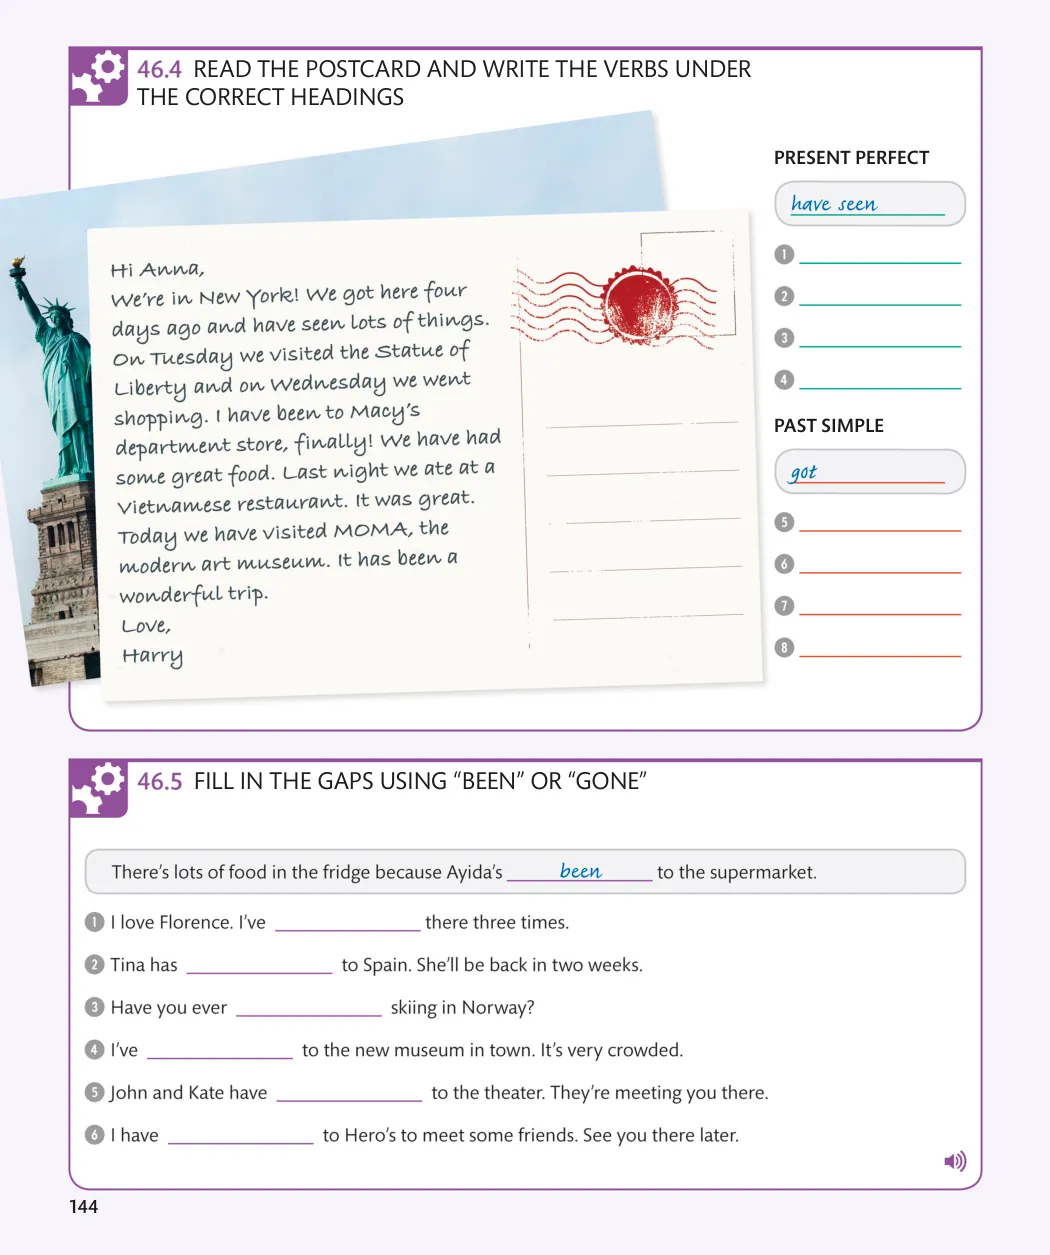 46.4 READ THE POSTCARD AND WRITE THE VERBS UNDER
THE CORRECT HEADINGS
Hi Anna,
We're in New York! We got here four
days ago and have seen lots of things.
On Tuesday we visited the Statue of
Liberty and on Wednesday we went
shopping. I have been to Macy's
department store, finally! We have had
some great food. Last night we ate at a
Vietnamese restaurant. It was great.
Today we have visited MOMA, the
modern art museum. It has been a
wonderful trip.
Love,
Harry
PRESENT PERFECT
have seen
1
2
3
4
PAST SIMPLE
got
5
6
7
8
46.5 FILL IN THE GAPS USING “BEEN” OR “GONE”
There's lots of food in the fridge because Ayida's been to the supermarket.
1 I love Florence. I've there three times.
2 Tina has to Spain. She'll be back in two weeks.
3 Have you ever skiing in Norway?
4 I've to the new museum in town. It's very crowded.
5 John and Kate have to the theater. They're meeting you there.
6 I have to Hero's to meet some friends. See you there later.
144